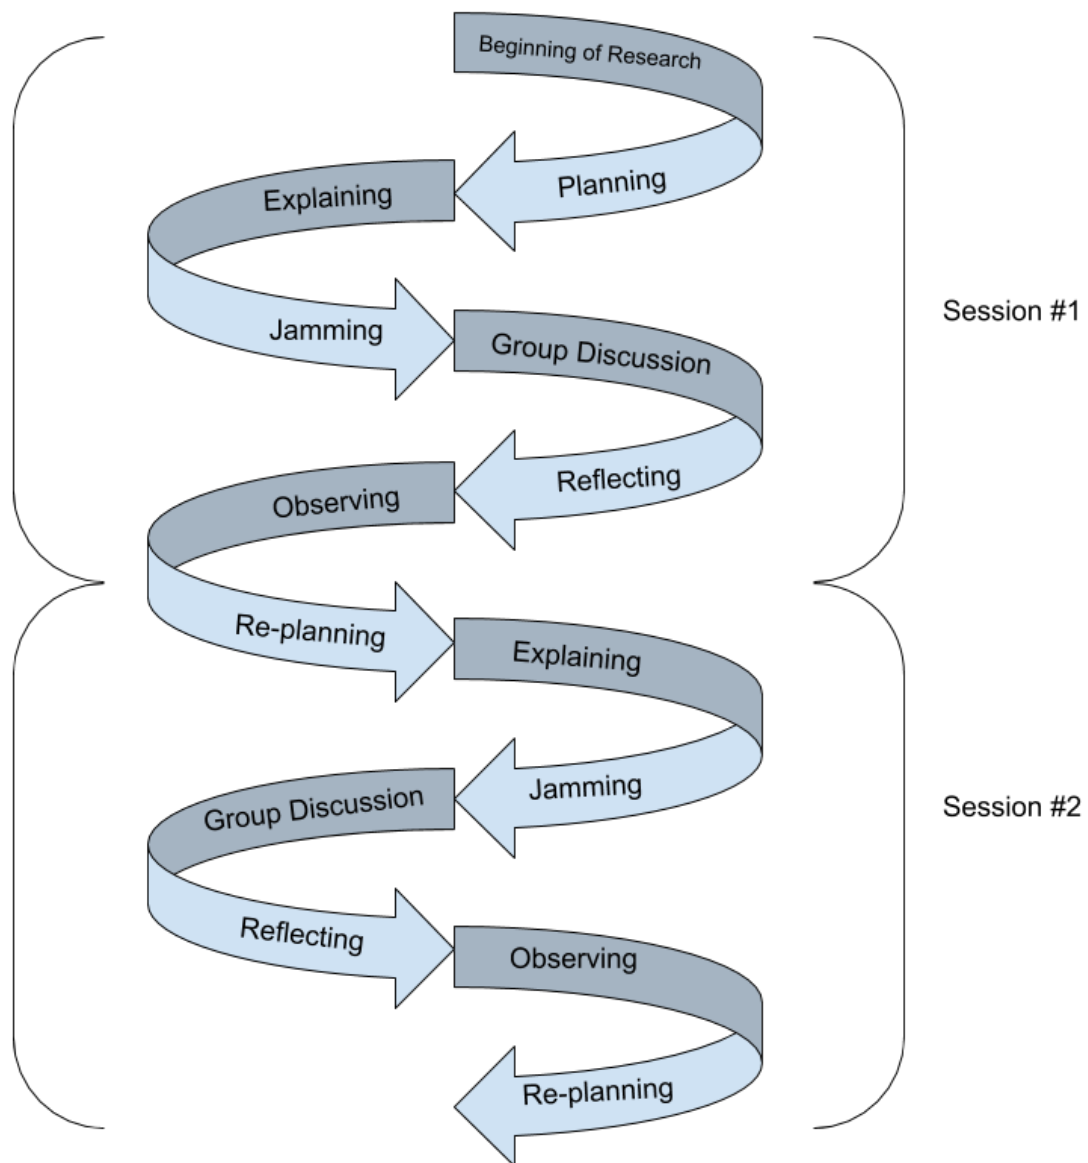 Beginning of Research
Planning
Explaining
Jamming
Session #1
Group Discussion
Reflecting
Observing
Re-planning
Explaining
Jamming
Session #2
Group Discussion
Reflecting
Observing
Re-planning